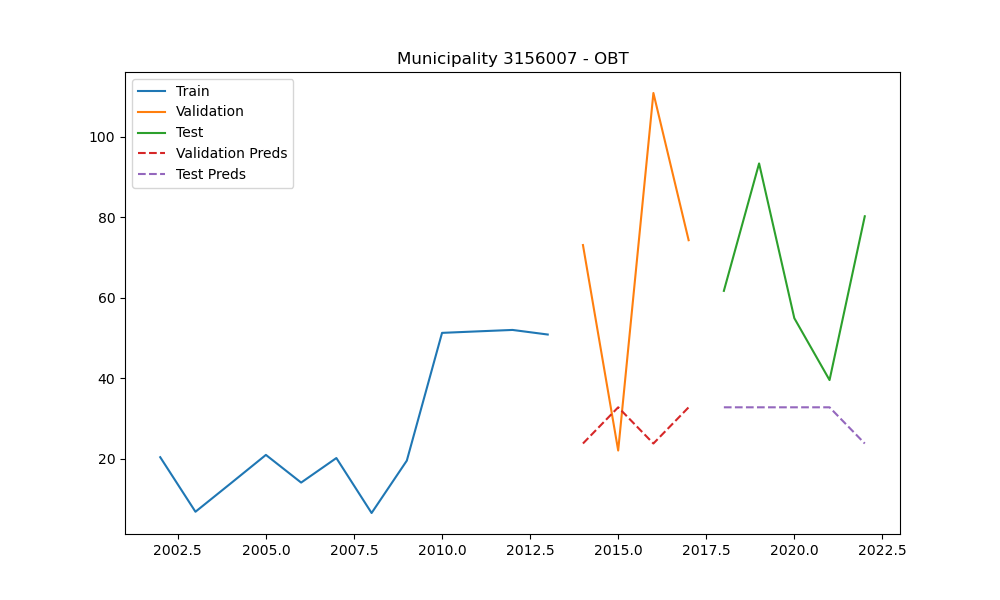 Municipality 3156007 - OBT
Train
Validation
Test
Validation Preds
Test Preds
100
80
60
40
20
2002.5 2005.0 2007.5 2010.0 2012.5 2015.0 2017.5 2020.0 2022.5